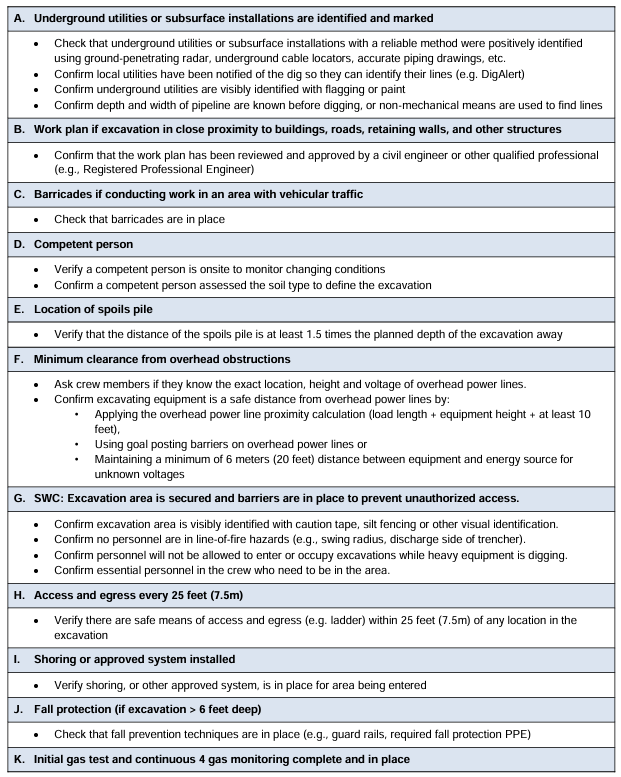 A. Underground utilities or subsurface installations are identified and marked
• Check that underground utilities or subsurface installations with a reliable method were positively identified
using ground-penetrating radar, underground cable locators, accurate piping drawings, etc.
• Confirm local utilities have been notified of the dig so they can identify their lines (e.g. DigAlert)
• Confirm underground utilities are visibly identified with flagging or paint
• Confirm depth and width of pipeline are known before digging, or non-mechanical means are used to find lines
B. Work plan if excavation in close proximity to buildings, roads, retaining walls, and other structures
• Confirm that the work plan has been reviewed and approved by a civil engineer or other qualified professional
(e.g., Registered Professional Engineer)
C. Barricades if conducting work in an area with vehicular traffic
• Check that barricades are in place
D. Competent person
• Verify a competent person is onsite to monitor changing conditions
• Confirm a competent person assessed the soil type to define the excavation
E. Location of spoils pile
• Verify that the distance of the spoils pile is at least 1.5 times the planned depth of the excavation away
F. Minimum clearance from overhead obstructions
• Ask crew members if they know the exact location, height and voltage of overhead power lines.
• Confirm excavating equipment is a safe distance from overhead power lines by:
• Applying the overhead power line proximity calculation (load length + equipment height + at least 10
feet),
• Using goal posting barriers on overhead power lines or
• Maintaining a minimum of 6 meters (20 feet) distance between equipment and energy source for
unknown voltages
G. SWC: Excavation area is secured and barriers are in place to prevent unauthorized access.
• Confirm excavation area is visibly identified with caution tape, silt fencing or other visual identification.
• Confirm no personnel are in line-of-fire hazards (e.g., swing radius, discharge side of trencher).
• Confirm personnel will not be allowed to enter or occupy excavations while heavy equipment is digging.
• Confirm essential personnel in the crew who need to be in the area.
H. Access and egress every 25 feet (7.5m)
• Verify there are safe means of access and egress (e.g. ladder) within 25 feet (7.5m) of any location in the
excavation
I. Shoring or approved system installed
• Verify shoring, or other approved system, is in place for area being entered
J. Fall protection (if excavation > 6 feet deep)
• Check that fall prevention techniques are in place (e.g., guard rails, required fall protection PPE)
K. Initial gas test and continuous 4 gas monitoring complete and in place